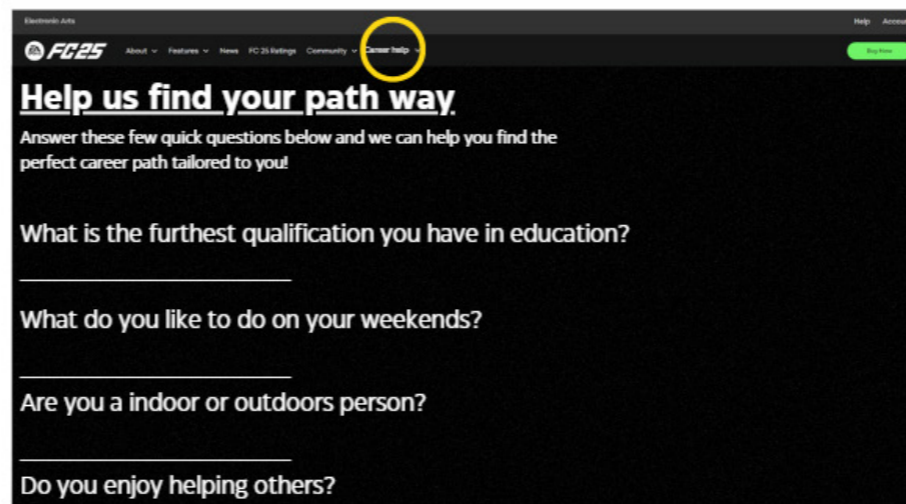 Electronic Arts
Help Accou
FC25 About Features News FC 25 Ratings Community Career help Buy Now
Help us find your path way
Answer these few quick questions below and we can help you find the
perfect career path tailored to you!
What is the furthest qualification you have in education?
What do you like to do on your weekends?
Are you a indoor or outdoors person?
Do you enjoy helping others?